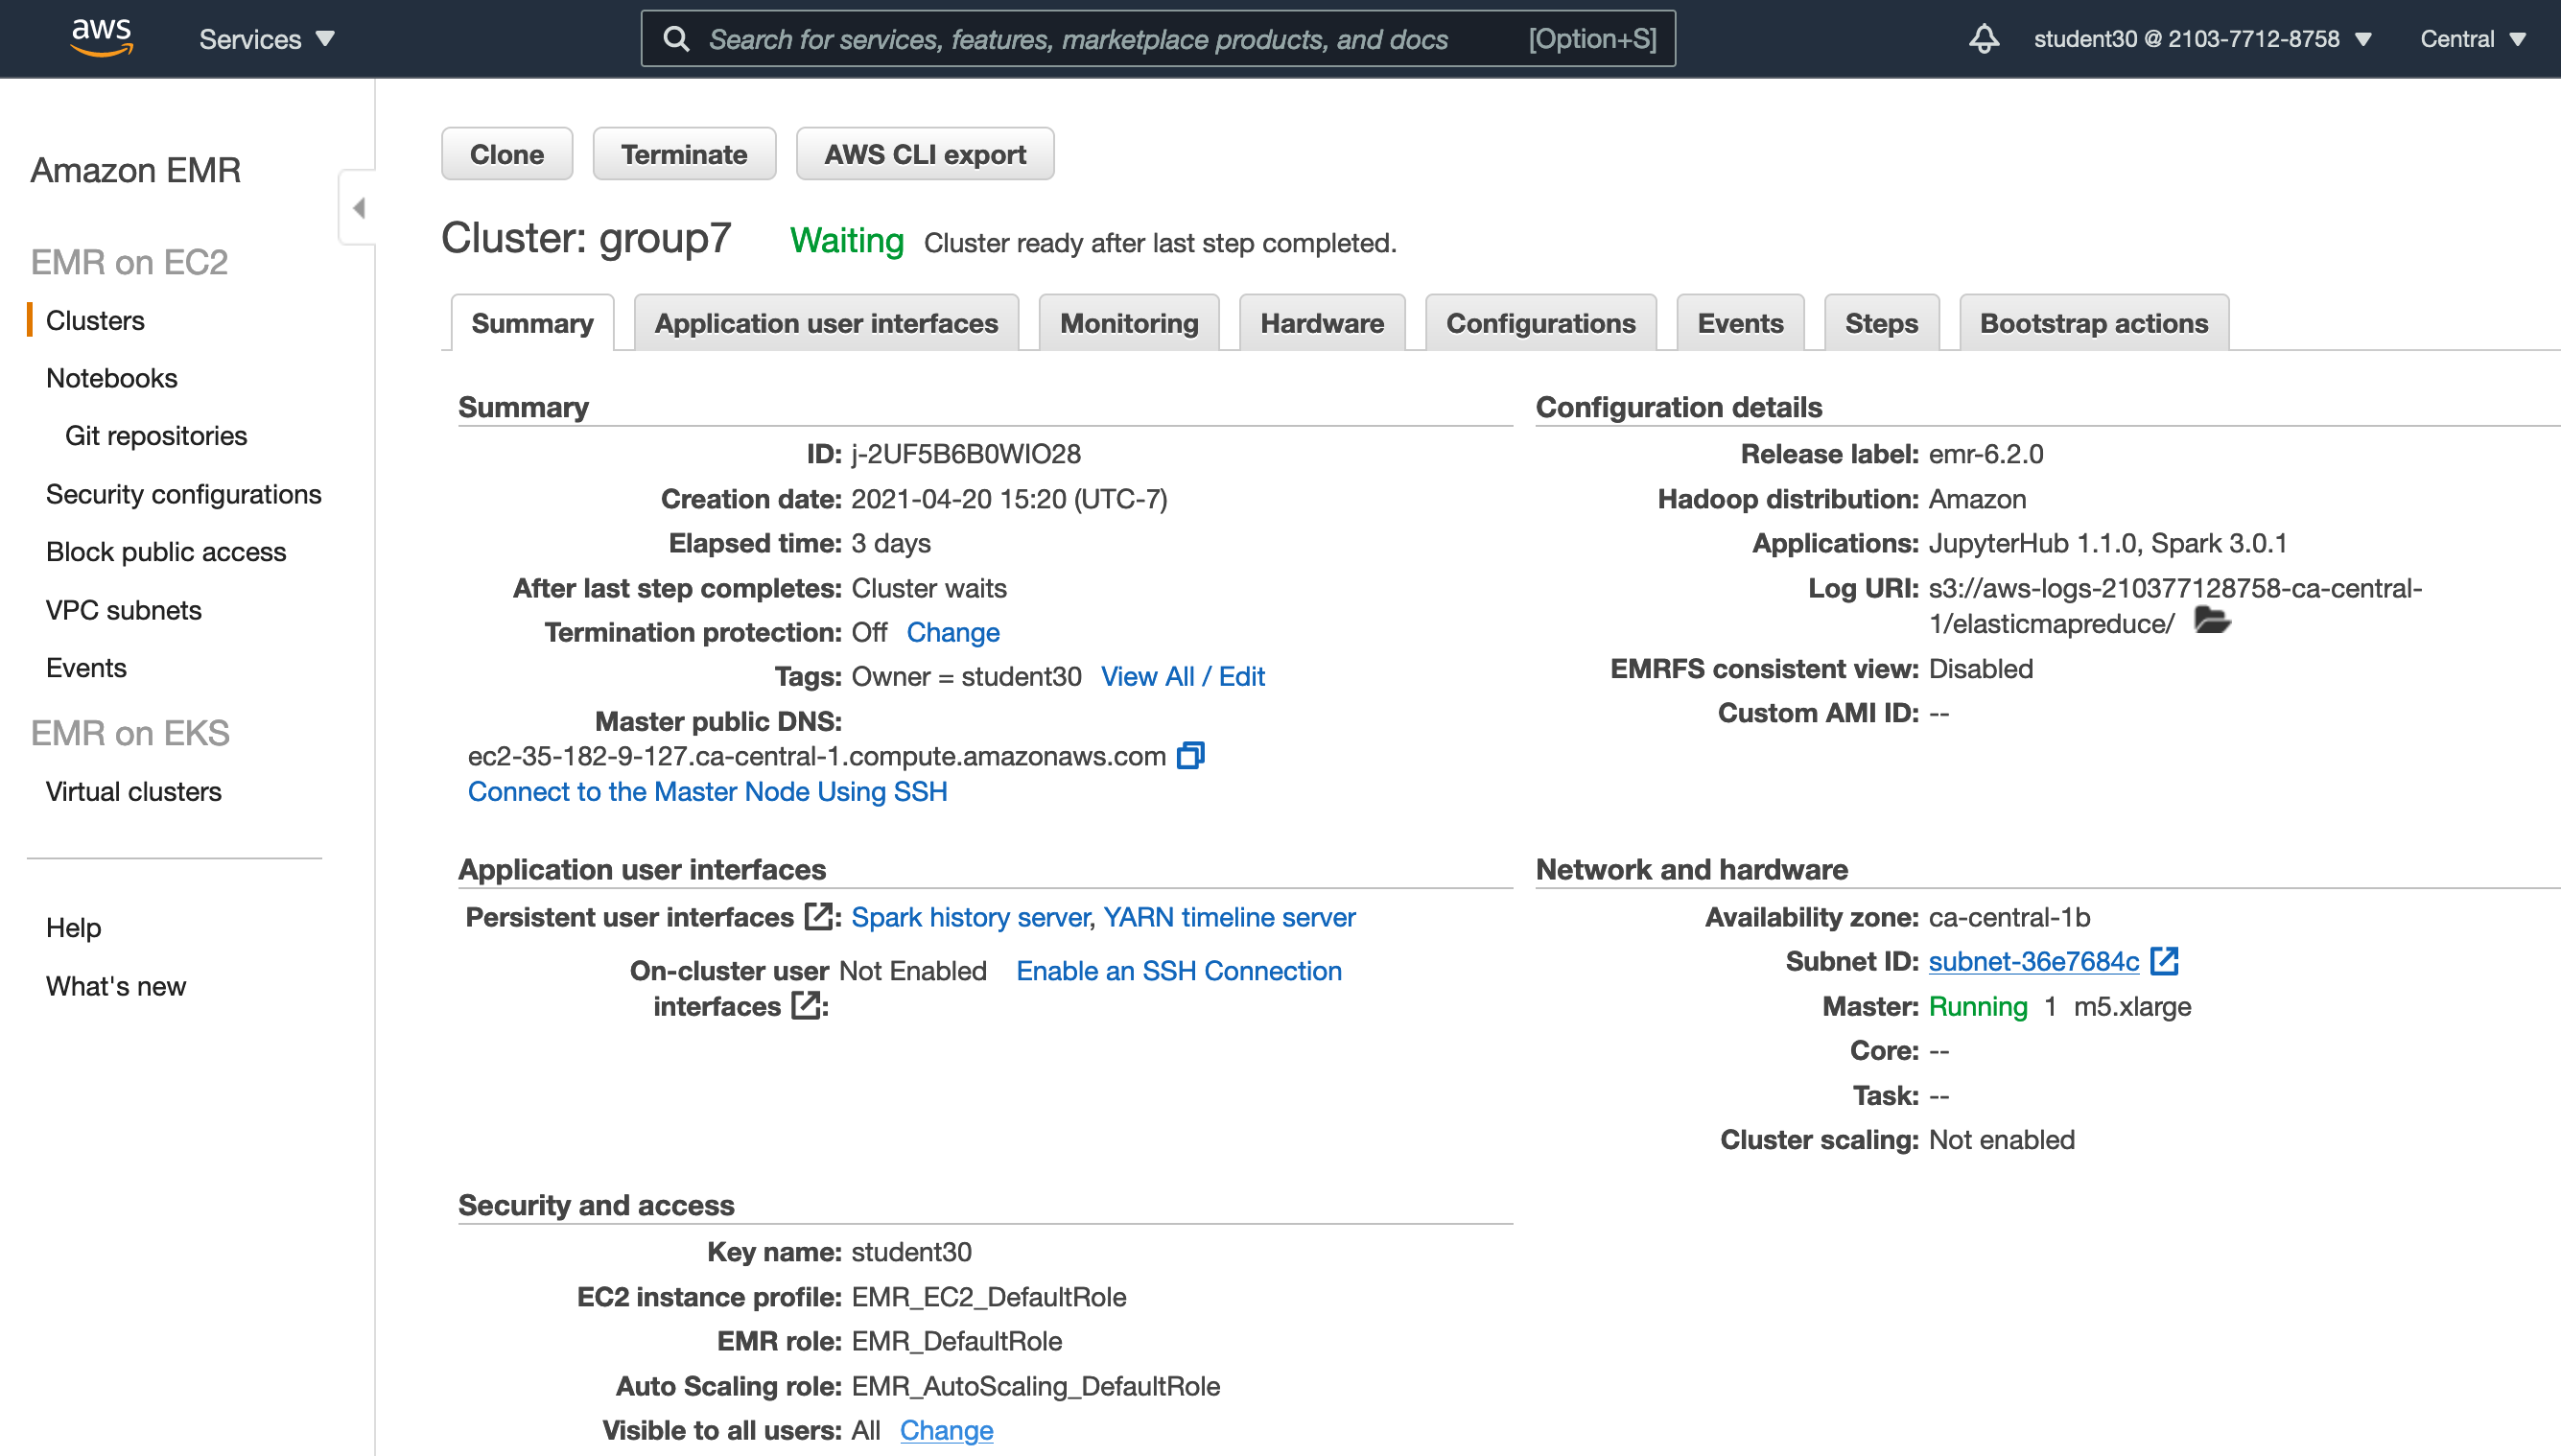 aws
Services ▼
Search for services, features, marketplace products, and docs [Option+S]
student30 @ 2103-7712-8758 ▼
Central ▼
Amazon EMR
EMR on EC2
Clusters
Notebooks
Git repositories
Security configurations
Block public access
VPC subnets
Events
EMR on EKS
Virtual clusters
Help
What's new
Clone
Terminate
AWS CLI export
Cluster: group7 Waiting Cluster ready after last step completed.
Summary
Application user interfaces
Monitoring
Hardware
Configurations
Events
Steps
Bootstrap actions
Summary
ID: j-2UF5B6B0WIO28
Creation date: 2021-04-20 15:20 (UTC-7)
Elapsed time: 3 days
After last step completes: Cluster waits
Termination protection: Off Change
Tags: Owner = student30 View All / Edit
Master public DNS:
ec2-35-182-9-127.ca-central-1.compute.amazonaws.com
Connect to the Master Node Using SSH
Configuration details
Release label: emr-6.2.0
Hadoop distribution: Amazon
Applications: JupyterHub 1.1.0, Spark 3.0.1
Log URI: s3://aws-logs-210377128758-ca-central-
1/elasticmapreduce/
EMRFS consistent view: Disabled
Custom AMI ID: --
Application user interfaces
Persistent user interfaces : Spark history server, YARN timeline server
On-cluster user Not Enabled Enable an SSH Connection
interfaces :
Network and hardware
Availability zone: ca-central-1b
Subnet ID: subnet-36e7684c
Master: Running 1 m5.xlarge
Core: --
Task: --
Cluster scaling: Not enabled
Security and access
Key name: student30
EC2 instance profile: EMR_EC2_DefaultRole
EMR role: EMR_DefaultRole
Auto Scaling role: EMR_AutoScaling_DefaultRole
Visible to all users: All Change